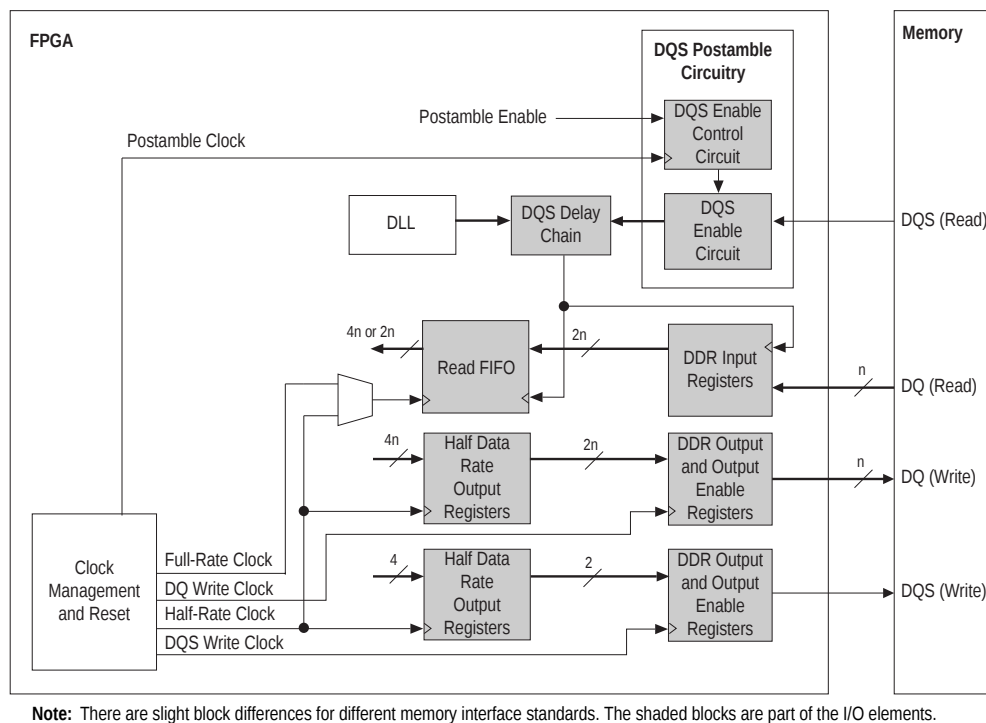 FPGA
Memory
DQS Postamble
Circuitry
Postamble Enable
DQS Enable
Control
Circuit
Postamble Clock
DLL
DQS Delay
Chain
DQS
Enable
Circuit
DQS (Read)
4n or 2n
Read FIFO
2n
DDR Input
Registers
n
DQ (Read)
4n
Half Data
Rate
Output
Registers
2n
DDR Output
and Output
Enable
Registers
n
DQ (Write)
Clock
Management
and Reset
Full-Rate Clock
DQ Write Clock
Half-Rate Clock
DQS Write Clock
4
Half Data
Rate
Output
Registers
2
DDR Output
and Output
Enable
Registers
DQS (Write)
Note: There are slight block differences for different memory interface standards. The shaded blocks are part of the I/O elements.